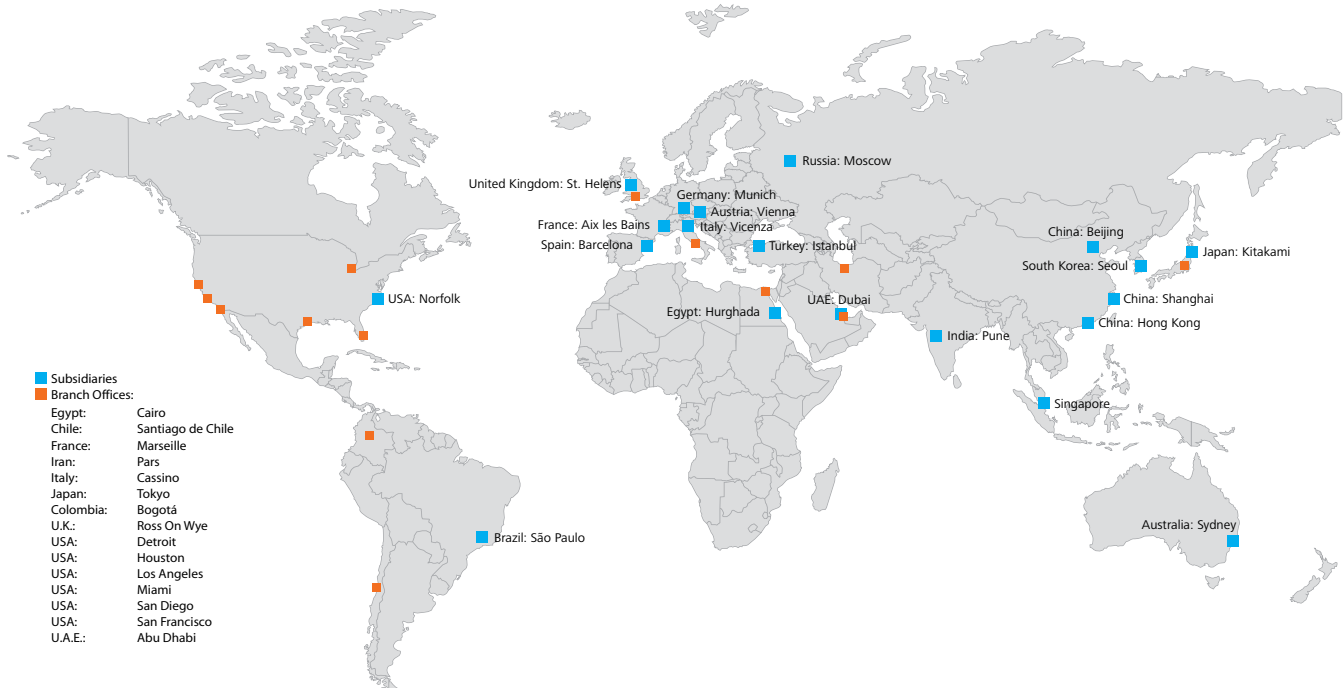 Russia: Moscow
United Kingdom: St. Helens
Germany: Munich
Austria: Vienna
France: Aix les Bains
Italy: Vicenza
Spain: Barcelona
Turkey: Istanbul
China: Beijing
Japan: Kitakami
South Korea: Seoul
USA: Norfolk
UAE: Dubai
China: Shanghai
Egypt: Hurghada
China: Hong Kong
India: Pune
Singapore
Australia: Sydney
Brazil: São Paulo
Subsidiaries
Branch Offices:
Egypt: Cairo
Chile: Santiago de Chile
France: Marseille
Iran: Pars
Italy: Cassino
Japan: Tokyo
Colombia: Bogotá
U.K.: Ross On Wye
USA: Detroit
USA: Houston
USA: Los Angeles
USA: Miami
USA: San Diego
USA: San Francisco
U.A.E.: Abu Dhabi